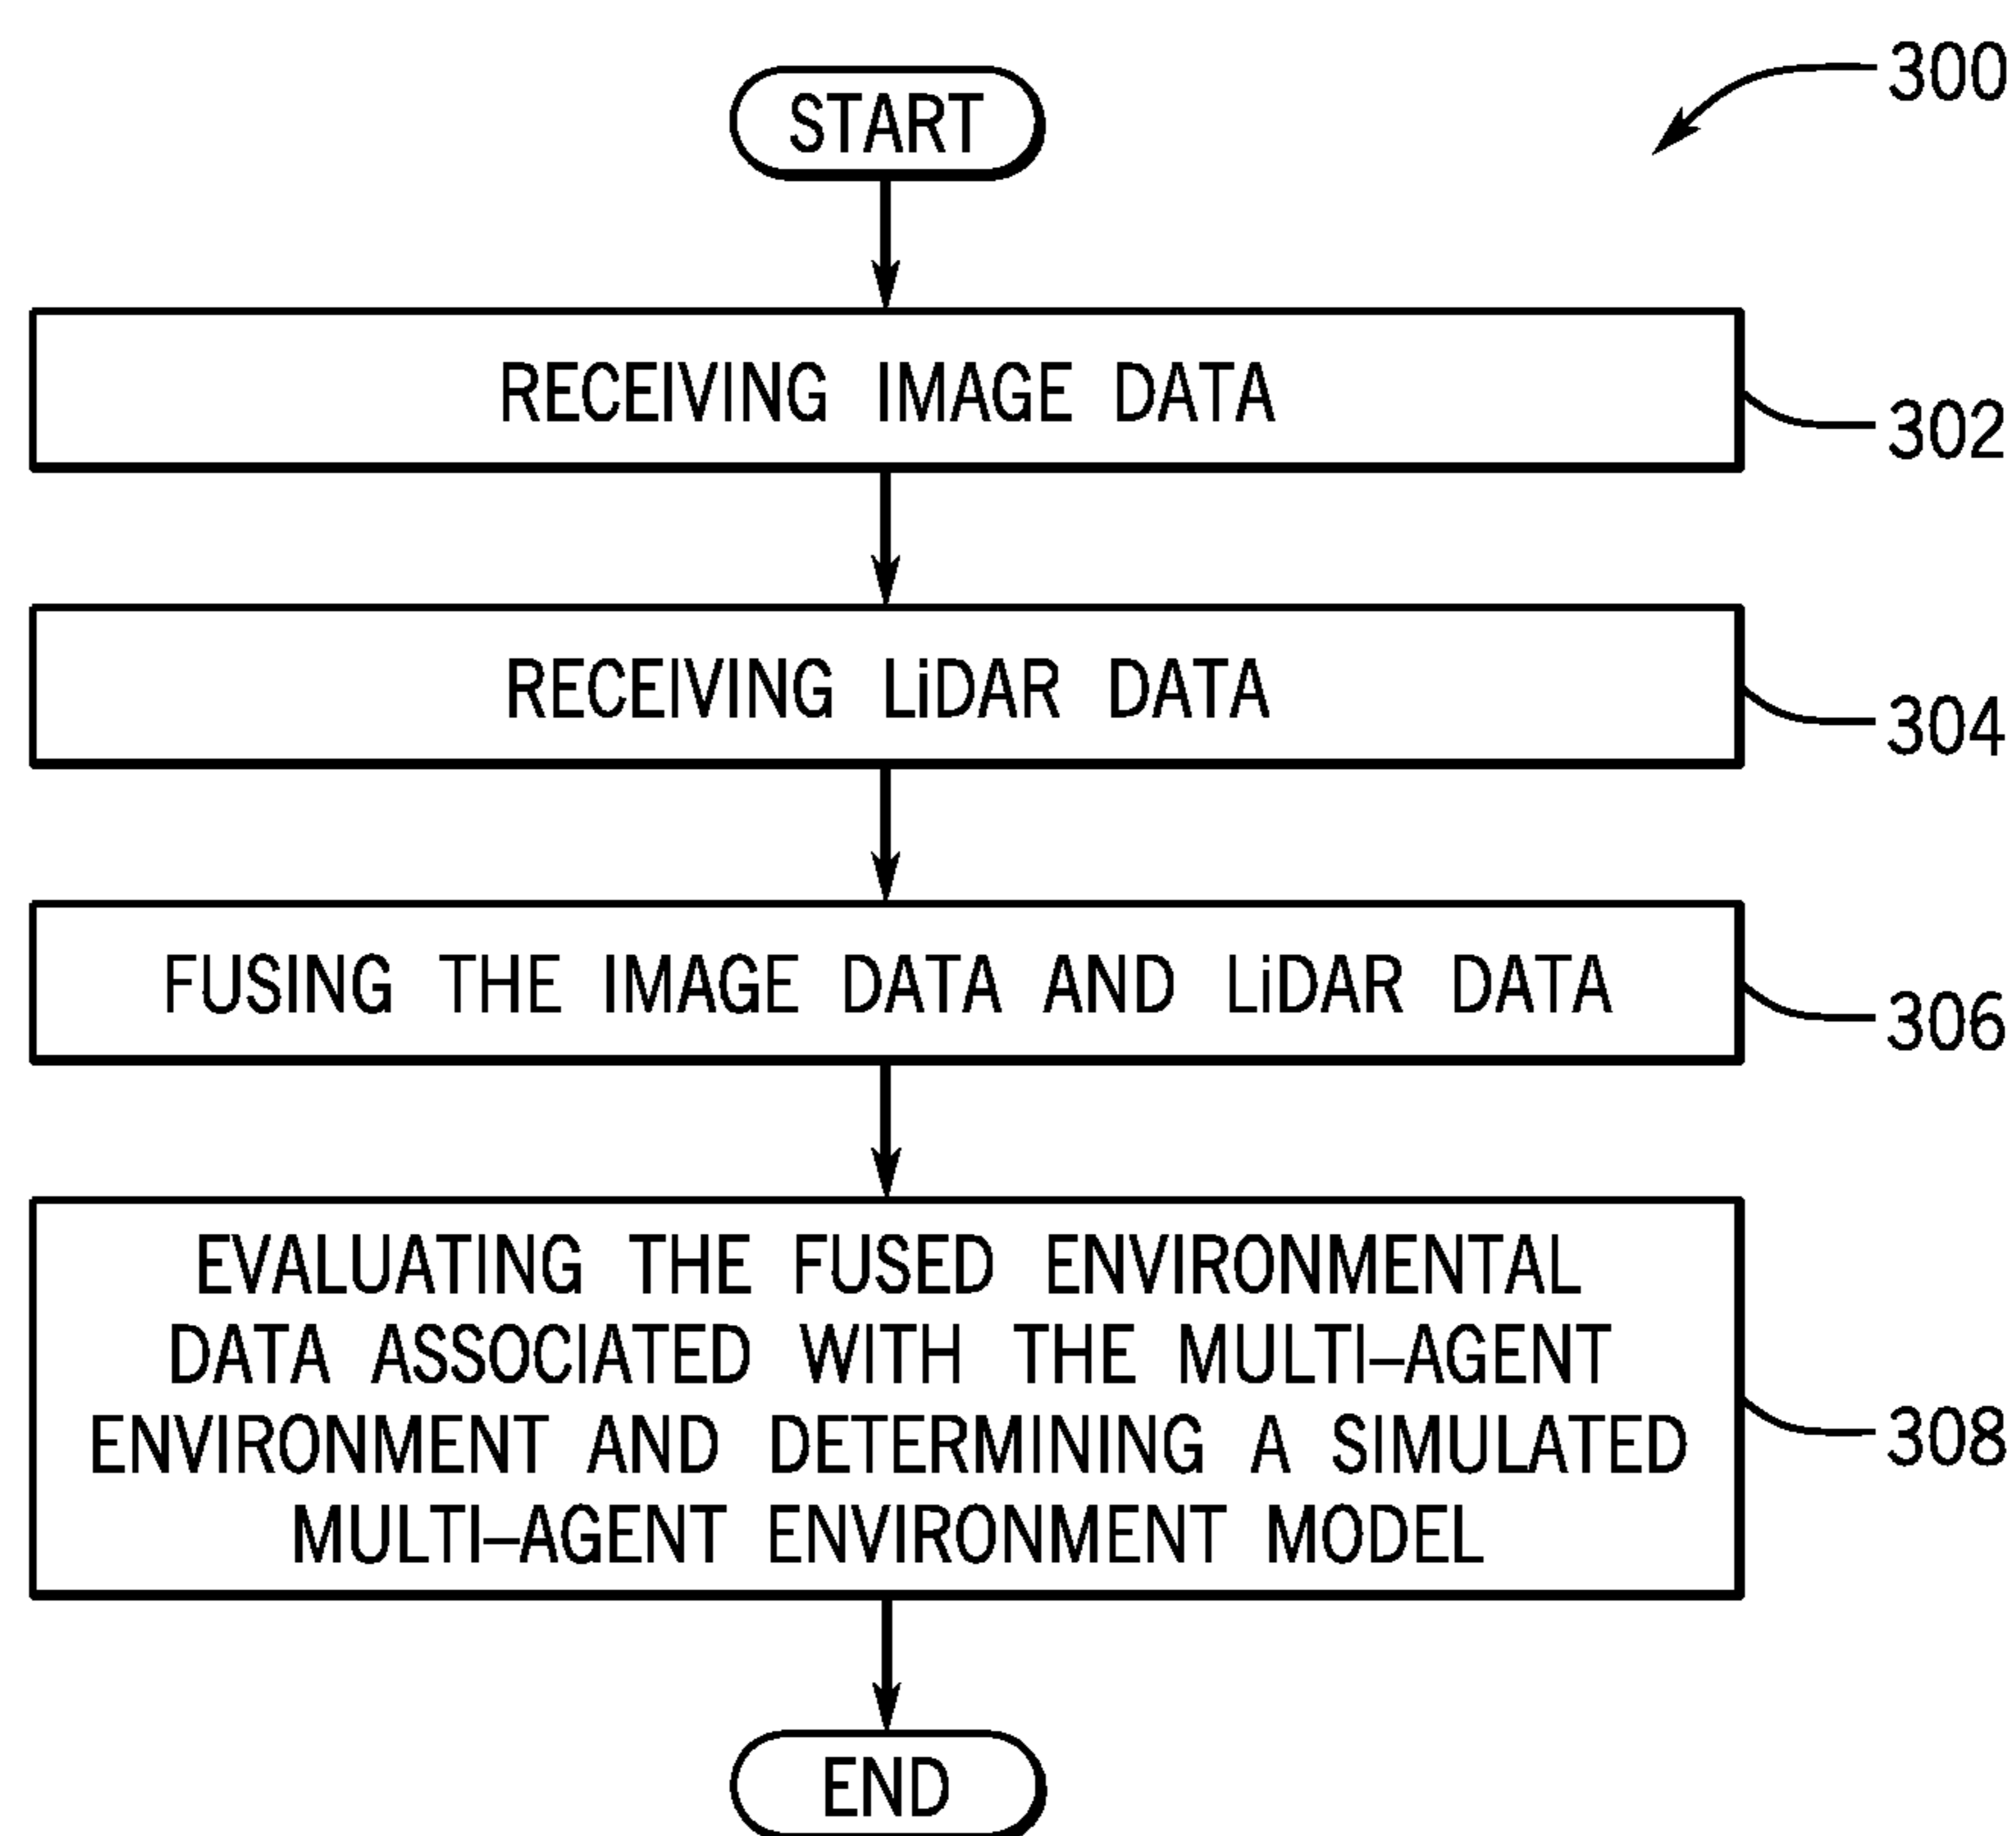 START
300
RECEIVING IMAGE DATA
302
RECEIVING LiDAR DATA
304
FUSING THE IMAGE DATA AND LiDAR DATA
306
EVALUATING THE FUSED ENVIRONMENTAL
DATA ASSOCIATED WITH THE MULTI–AGENT
ENVIRONMENT AND DETERMINING A SIMULATED
MULTI–AGENT ENVIRONMENT MODEL
308
END